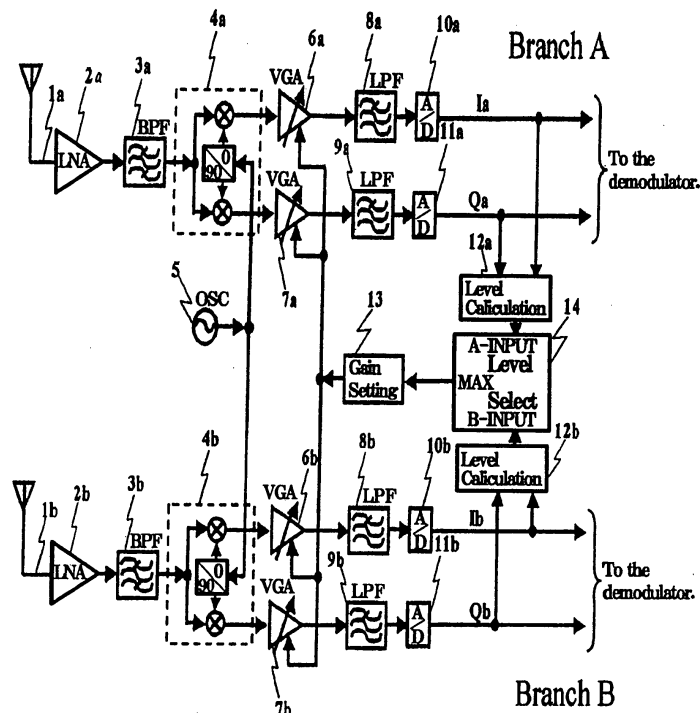 4a
6a
8a
10a
Branch A
3a
2a
1a
VGA
LPF
BPF
A
D
Ia
LNA
0
90
11a
9a
To the
demodulator.
VGA
LPF
A
D
Qa
12a
7a
5
OSC
13
Level
Caliculation
14
Gain
Setting
A-INPUT
Level
MAX
Select
B-INPUT
12b
4b
6b
8b
10b
Level
Calculation
3b
2b
1b
VGA
LPF
BPF
A
D
Ib
LNA
0
90
11b
9b
To the
demodulator.
VGA
LPF
A
D
Qb
7b
Branch B